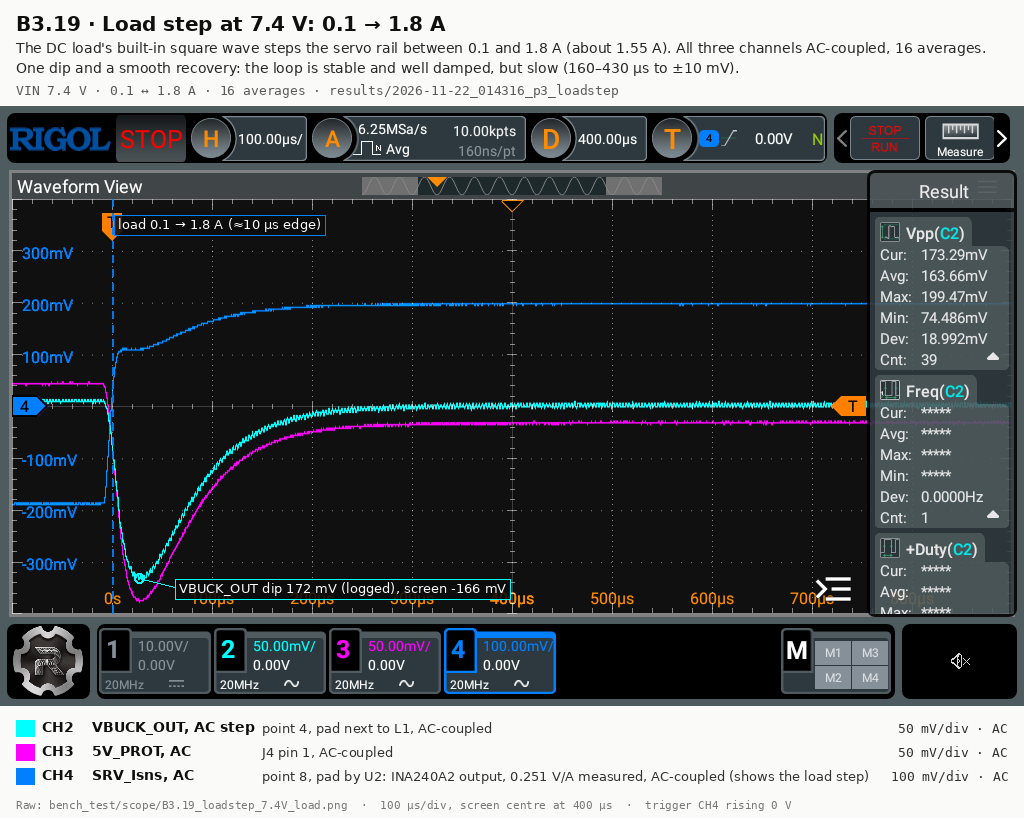 B3.19 · Load step at 7.4 V: 0.1 → 1.8 A
The DC load's built-in square wave steps the servo rail between 0.1 and 1.8 A (about 1.55 A). All three channels AC-coupled, 16 averages.
One dip and a smooth recovery: the loop is stable and well damped, but slow (160–430 µs to ±10 mV).
VIN 7.4 V · 0.1 ↔ 1.8 A · 16 averages · results/2026-11-22_014316_p3_loadstep
RIGOL STOP H 100.00µs/ A 6.25MSa/s 10.00kpts D 400.00µs T 4 0.00V N STOP Measure
N Avg 160ns/pt RUN
Waveform View
Result
T load 0.1 → 1.8 A (≈10 µs edge)
300mV
200mV
100mV
4 T
-100mV
-200mV
-300mV
VBUCK_OUT dip 172 mV (logged), screen -166 mV
0s 100µs 200µs 300µs 400µs 500µs 600µs 700µs
Vpp(C2)
Cur: 173.29mV
Avg: 163.66mV
Max: 199.47mV
Min: 74.486mV
Dev: 18.992mV
Cnt: 39
Freq(C2)
Cur: *****
Avg: *****
Max: *****
Min: *****
Dev: 0.0000Hz
Cnt: 1
+Duty(C2)
Cur: *****
Avg: *****
Max: *****
R
1 10.00V/ 0.00V 20MHz
2 50.00mV/ 0.00V 20MHz
3 50.00mV/ 0.00V 20MHz
4 100.00mV/ 0.00V 20MHz
M M1 M3 M2 M4
CH2 VBUCK_OUT, AC step point 4, pad next to L1, AC-coupled 50 mV/div · AC
CH3 5V_PROT, AC J4 pin 1, AC-coupled 50 mV/div · AC
CH4 SRV_Isns, AC point 8, pad by U2: INA240A2 output, 0.251 V/A measured, AC-coupled (shows the load step) 100 mV/div · AC
Raw: bench_test/scope/B3.19_loadstep_7.4V_load.png · 100 µs/div, screen centre at 400 µs · trigger CH4 rising 0 V